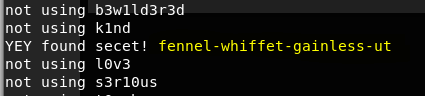 not using b3w1ld3r3d
not using k1nd
YEY found secet! fennel-whiffet-gainless-ut
not using l0v3
not using s3r10us